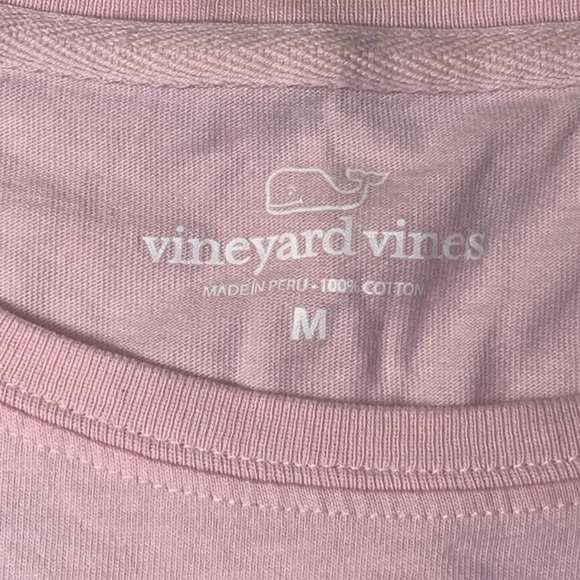 vineyard vines
MADE IN PERU • 100% COTTON
M